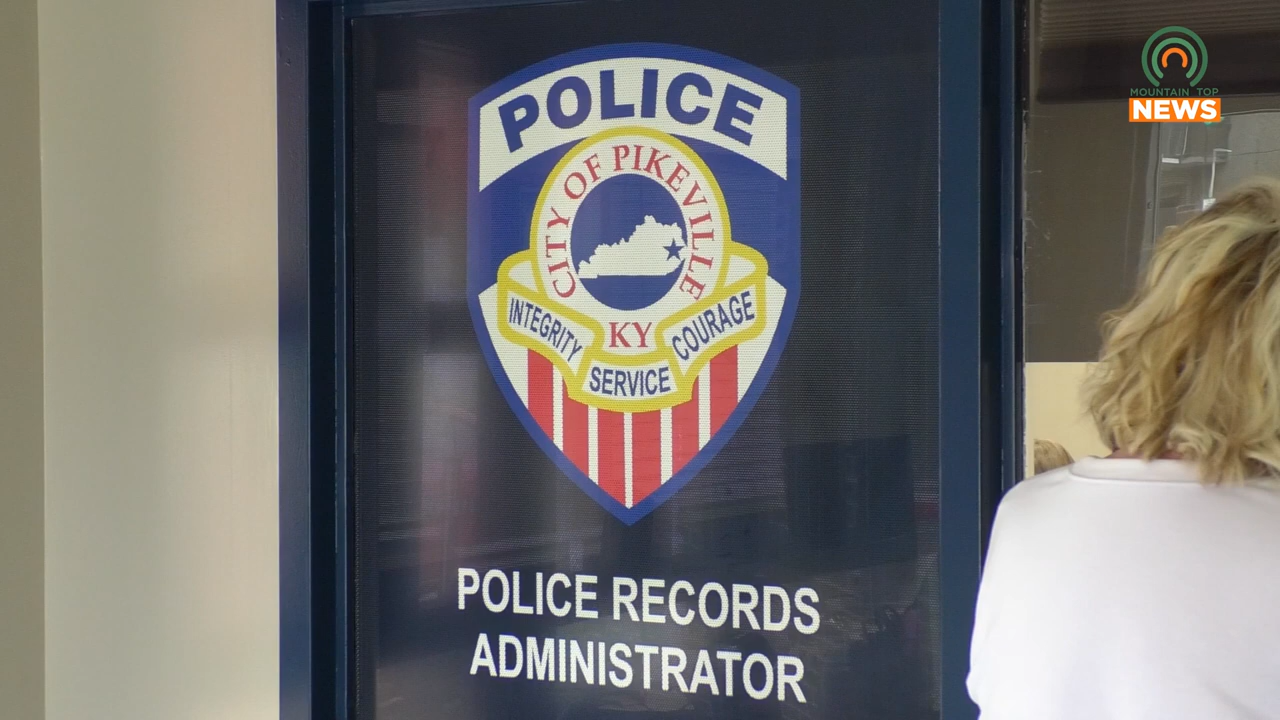 POLICE
CITY OF PIKEVILLE
KY
INTEGRITY
SERVICE
COURAGE
POLICE RECORDS
ADMINISTRATOR
MOUNTAIN TOP
NEWS